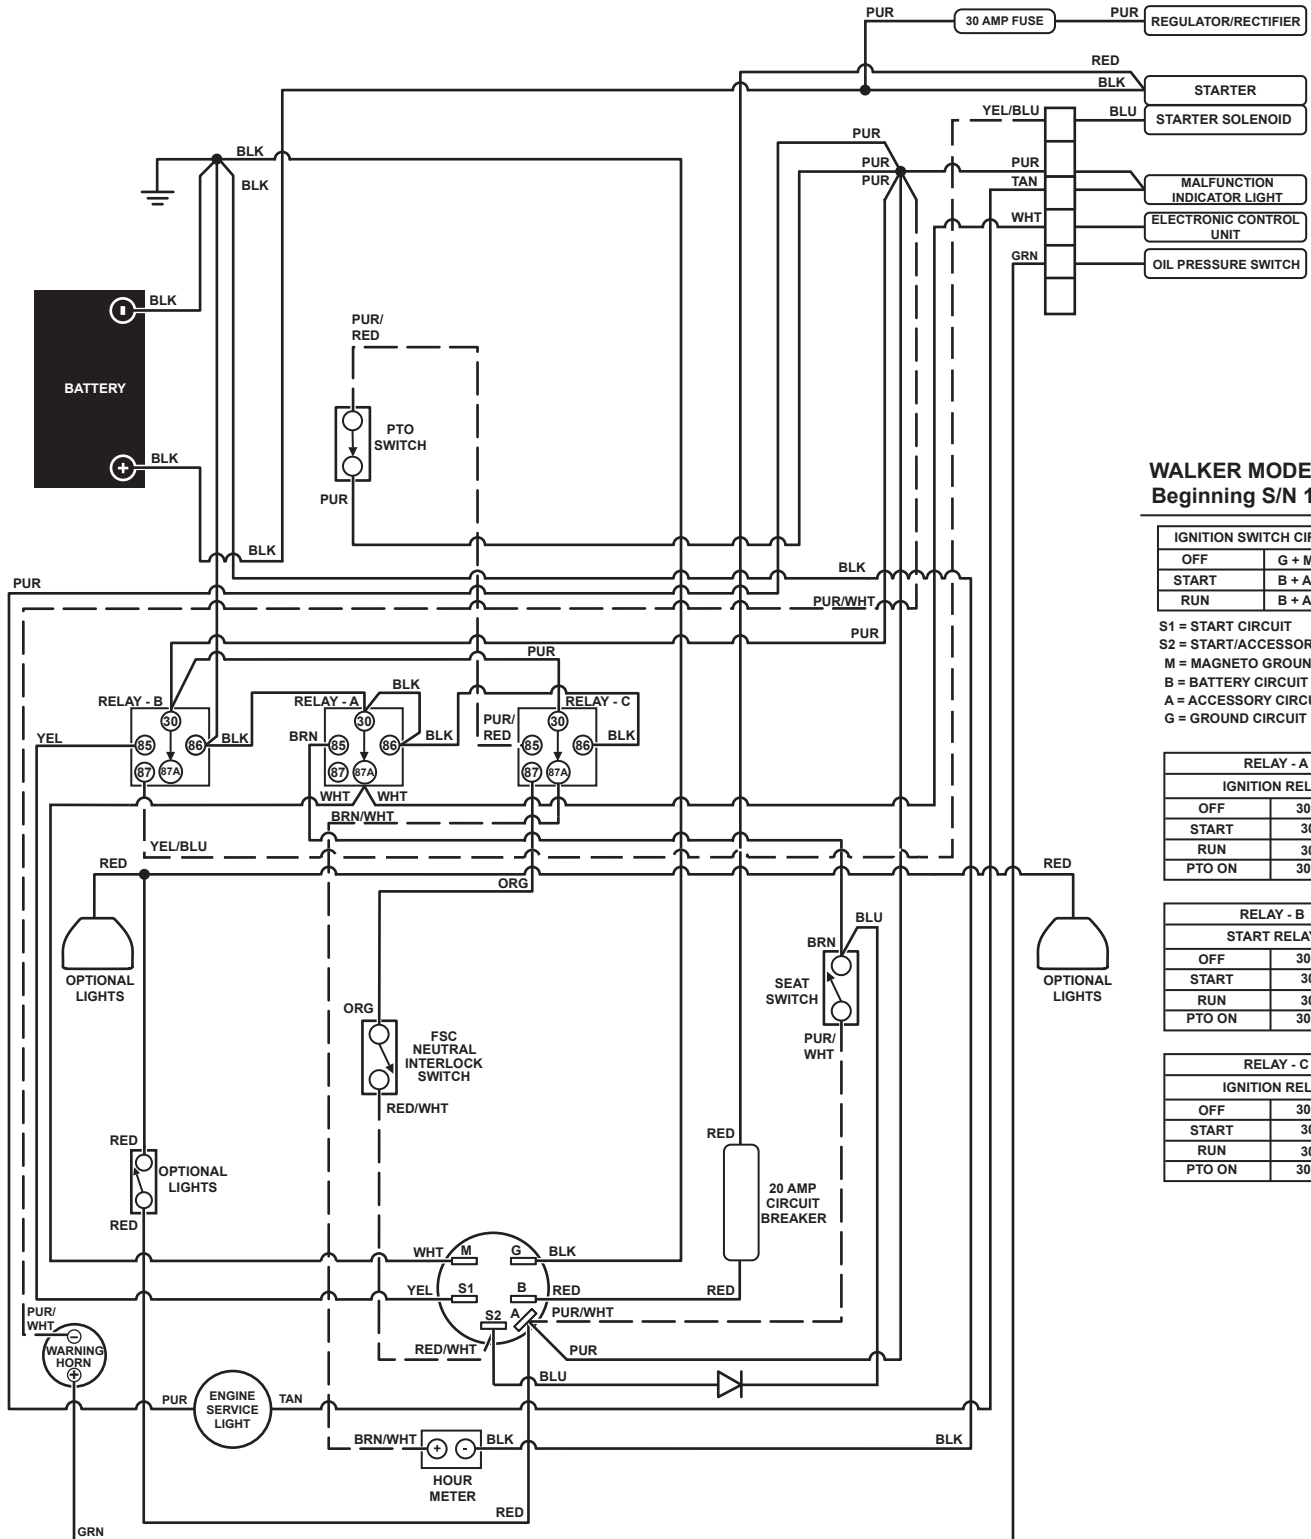 PUR
30 AMP FUSE
PUR
REGULATOR/RECTIFIER
RED
BLK
STARTER
YEL/BLU
BLU
STARTER SOLENOID
PUR
BLK
PUR
PUR
PUR
TAN
MALFUNCTION
INDICATOR LIGHT
BLK
WHT
ELECTRONIC CONTROL
UNIT
GRN
OIL PRESSURE SWITCH
BLK
BATTERY
BLK
PUR/
RED
PTO
SWITCH
PUR
BLK
BLK
PUR
PUR/WHT
PUR
PUR
WALKER MODE
Beginning S/N 1
IGNITION SWITCH CI
OFF
G + M
START
B + A
RUN
B + A
S1 = START CIRCUIT
S2 = START/ACCESSOR
M = MAGNETO GROUN
B = BATTERY CIRCUIT
A = ACCESSORY CIRCU
G = GROUND CIRCUIT
RELAY - B
30
85
86
87
87A
YEL
BLK
RELAY - A
BLK
30
85
86
87
87A
BRN
BLK
RELAY - C
30
85
86
87
87A
PUR/
RED
BLK
WHT
WHT
BRN/WHT
YEL/BLU
RELAY - A
IGNITION REL
OFF
30
START
30
RUN
30
PTO ON
30
RED
ORG
RED
OPTIONAL
LIGHTS
OPTIONAL
LIGHTS
BLU
BRN
SEAT
SWITCH
PUR/
WHT
RELAY - B
START RELA
OFF
30
START
30
RUN
30
PTO ON
30
ORG
FSC
NEUTRAL
INTERLOCK
SWITCH
RED/WHT
RELAY - C
IGNITION REL
OFF
30
START
30
RUN
30
PTO ON
30
RED
OPTIONAL
LIGHTS
RED
RED
20 AMP
CIRCUIT
BREAKER
WHT
M
G
BLK
YEL
S1
B
RED
RED
S2
A
PUR/WHT
RED/WHT
PUR
BLU
PUR/
WHT
WARNING
HORN
PUR
ENGINE
SERVICE
LIGHT
TAN
BRN/WHT
BLK
BLK
HOUR
METER
RED
GRN